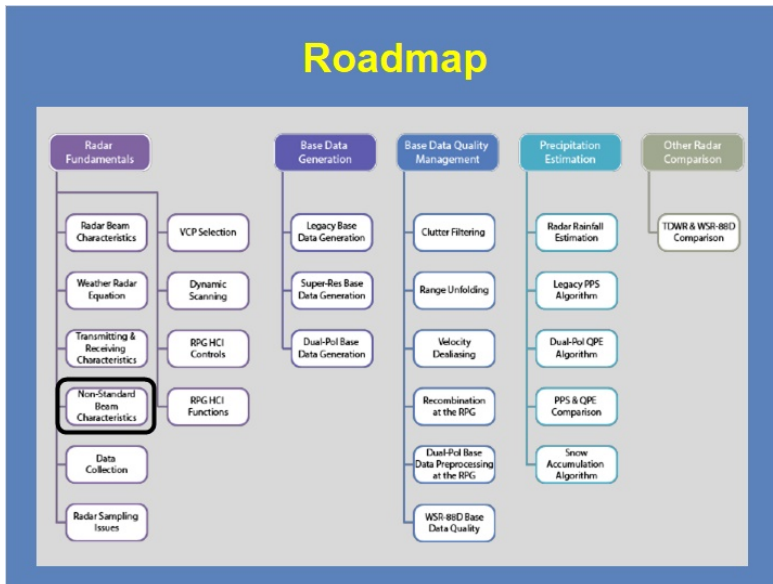 Roadmap
Radar
Fundamentals
Base Data
Generation
Base Data Quality
Management
Precipitation
Estimation
Other Radar
Comparison
Radar Beam
Characteristics
Weather Radar
Equation
Transmitting &
Receiving
Characteristics
Non-Standard
Beam
Characteristics
Data
Collection
Radar Sampling
Issues
VCP Selection
Dynamic
Scanning
RPG HCI
Controls
RPG HCI
Functions
Legacy Base
Data Generation
Super-Res Base
Data Generation
Dual-Pol Base
Data Generation
Clutter Filtering
Range Unfolding
Velocity
Dealiasing
Recombination
at the RPG
Dual-Pol Base
Data Preprocessing
at the RPG
WSR-88D Base
Data Quality
Radar Rainfall
Estimation
Legacy PPS
Algorithm
Dual-Pol QPE
Algorithm
PPS & QPE
Comparison
Snow
Accumulation
Algorithm
TDWR & WSR-88D
Comparison